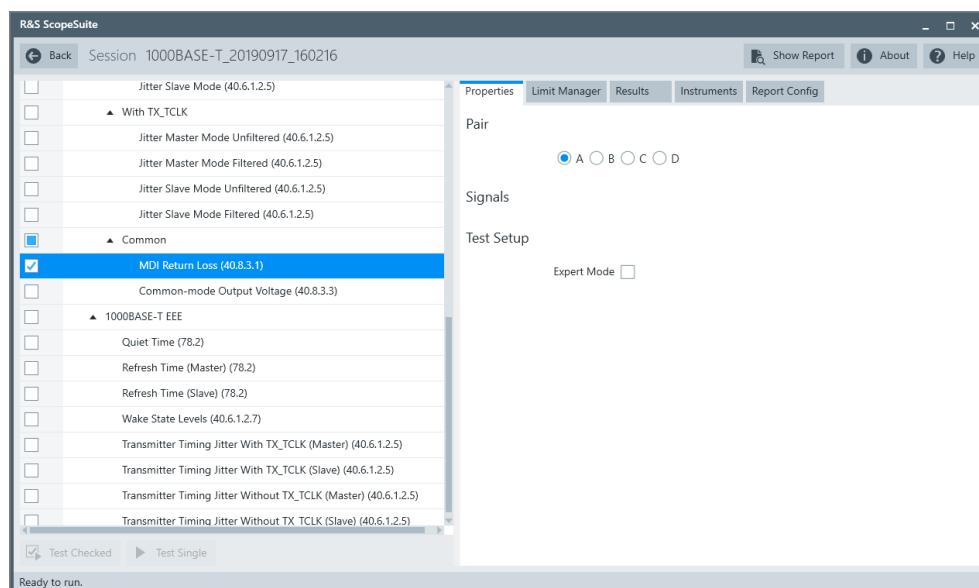 R&S ScopeSuite
Back Session 1000BASE-T_20190917_160216 Show Report About Help
Jitter Slave Mode (40.6.1.2.5)
With TX_TCLK
Jitter Master Mode Unfiltered (40.6.1.2.5)
Jitter Master Mode Filtered (40.6.1.2.5)
Jitter Slave Mode Unfiltered (40.6.1.2.5)
Jitter Slave Mode Filtered (40.6.1.2.5)
Common
MDI Return Loss (40.8.3.1)
Common-mode Output Voltage (40.8.3.3)
1000BASE-T EEE
Quiet Time (78.2)
Refresh Time (Master) (78.2)
Refresh Time (Slave) (78.2)
Wake State Levels (40.6.1.2.7)
Transmitter Timing Jitter With TX_TCLK (Master) (40.6.1.2.5)
Transmitter Timing Jitter With TX_TCLK (Slave) (40.6.1.2.5)
Transmitter Timing Jitter Without TX_TCLK (Master) (40.6.1.2.5)
Transmitter Timing Jitter Without TX_TCLK (Slave) (40.6.1.2.5)
Test Checked Test Single
Properties Limit Manager Results Instruments Report Config
Pair
A B C D
Signals
Test Setup
Expert Mode
Ready to run.